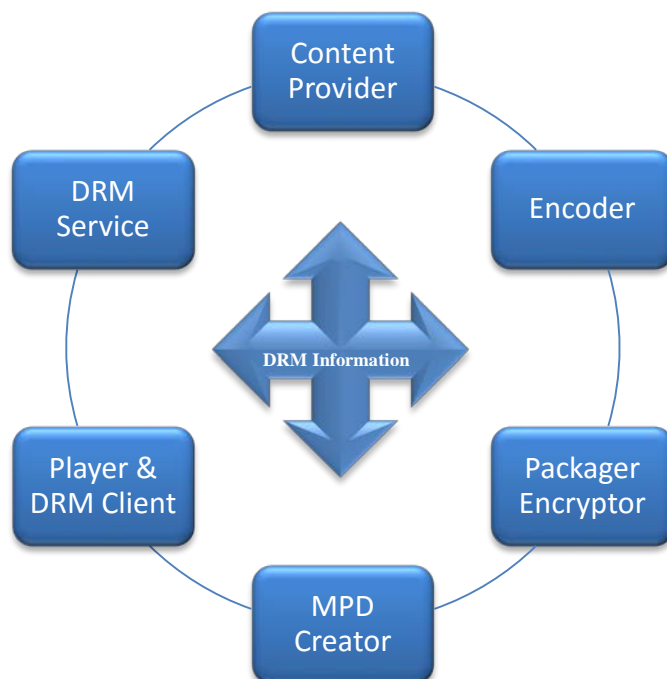 Content
Provider
DRM
Service
Encoder
DRM Information
Player &
DRM Client
Packager
Encryptor
MPD
Creator